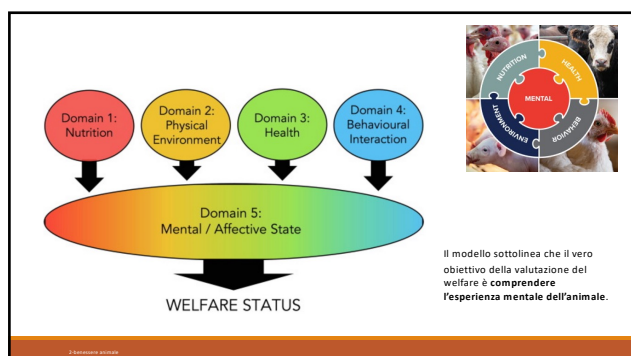 Domain 1:
Nutrition
Domain 2:
Physical
Environment
Domain 3:
Health
Domain 4:
Behavioural
Interaction
Domain 5:
Mental / Affective State
WELFARE STATUS
NUTRITION
HEALTH
MENTAL
ENVIRONMENT
BEHAVIOR
Il modello sottolinea che il vero
obiettivo della valutazione del
welfare è comprendere
l'esperienza mentale dell'animale.
2-benessere animale